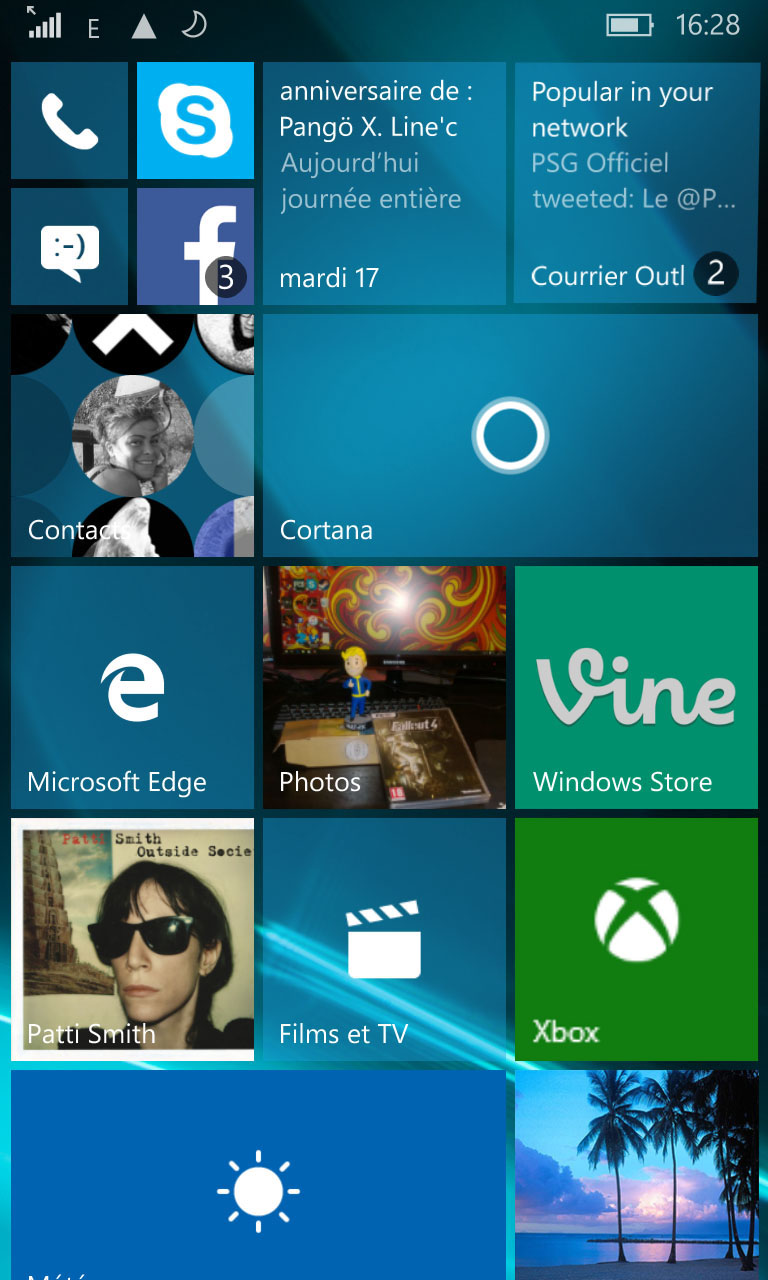 E
16:28
S
anniversaire de :
Pangö X. Line'c
Aujourd'hui
journée entière
mardi 17
Popular in your
network
PSG Officiel
tweeted: Le @P...
Courrier Outl 2
:-)
f
3
Contacts
Cortana
Microsoft Edge
Fallout 4
18
Photos
Vine
Windows Store
Patti Smith
Outside Socie
Patti Smith
Films et TV
Xbox